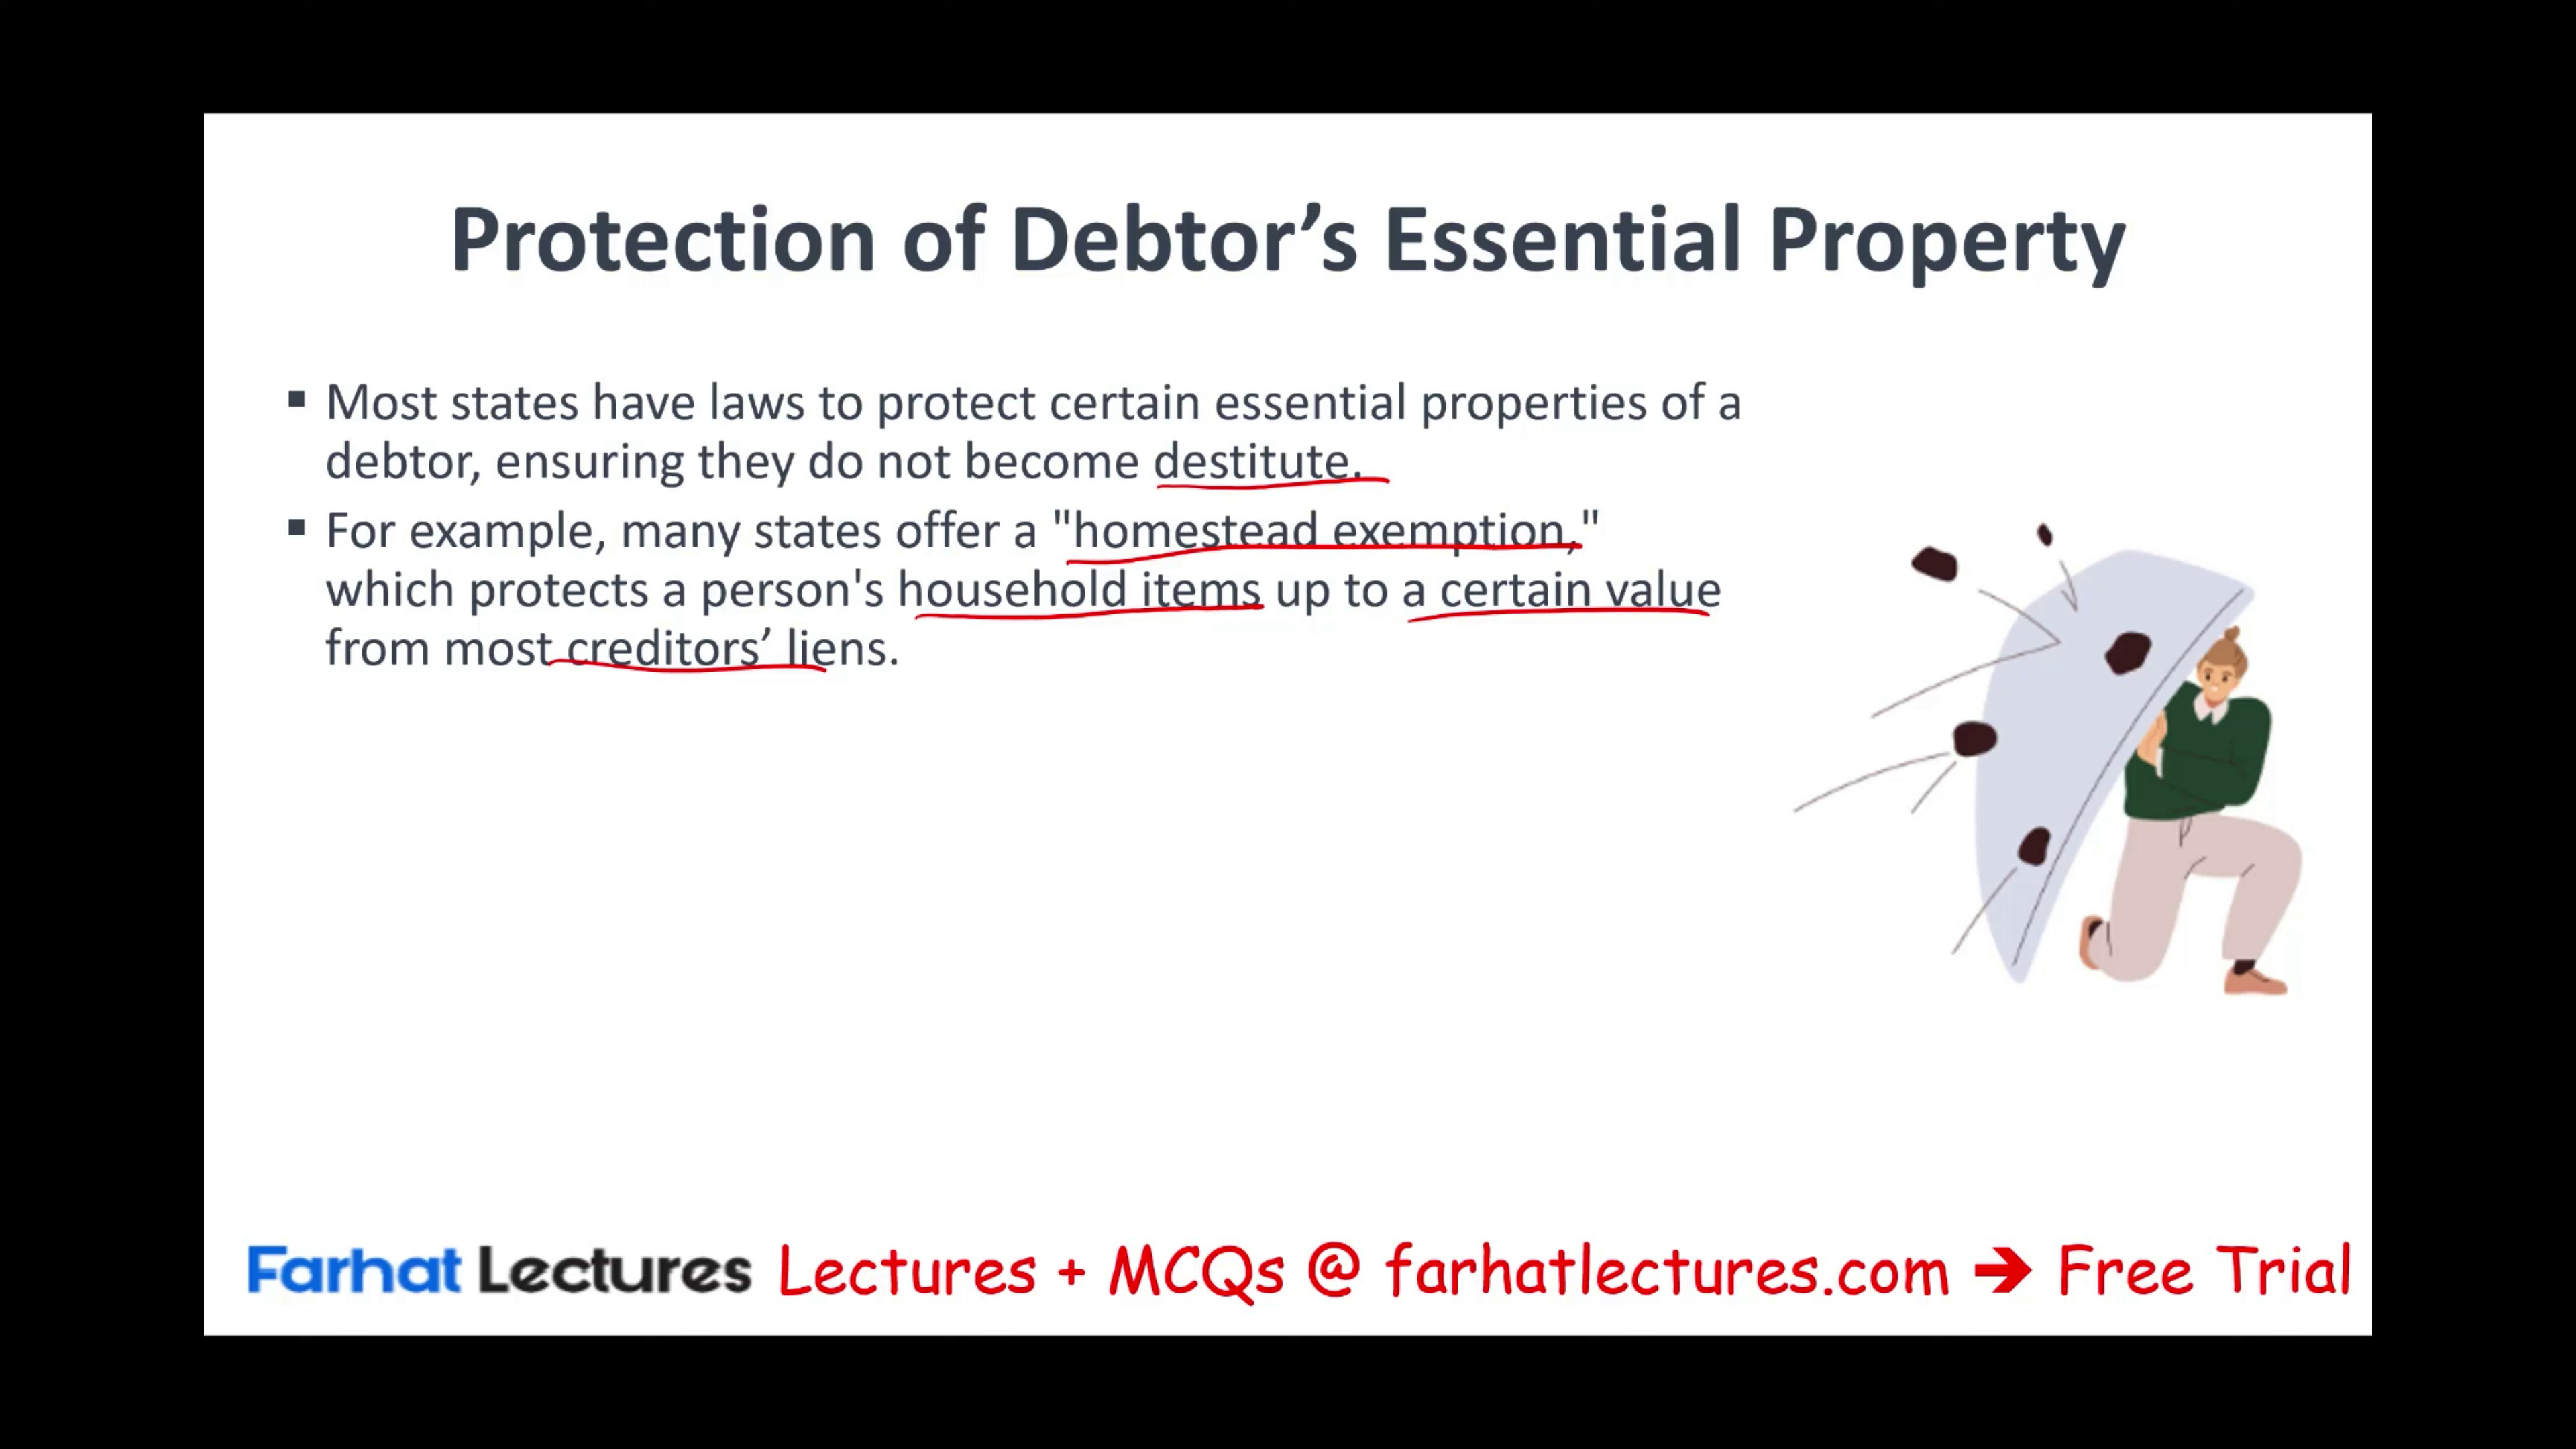 Protection of Debtor’s Essential Property
▪ Most states have laws to protect certain essential properties of a
debtor, ensuring they do not become destitute.
▪ For example, many states offer a "homestead exemption,"
which protects a person's household items up to a certain value
from most creditors’ liens.
Farhat Lectures Lectures + MCQs @ farhatlectures.com ➔ Free Trial